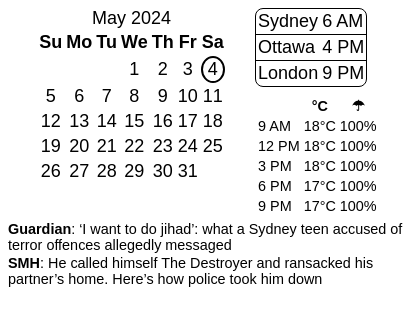 May 2024
Su Mo Tu We Th Fr Sa
1 2 3 4
5 6 7 8 9 10 11
12 13 14 15 16 17 18
19 20 21 22 23 24 25
26 27 28 29 30 31
Sydney 6 AM
Ottawa 4 PM
London 9 PM
°C ☂
9 AM 18°C 100%
12 PM 18°C 100%
3 PM 18°C 100%
6 PM 17°C 100%
9 PM 17°C 100%
Guardian: ‘I want to do jihad’: what a Sydney teen accused of
terror offences allegedly messaged
SMH: He called himself The Destroyer and ransacked his
partner’s home. Here’s how police took him down